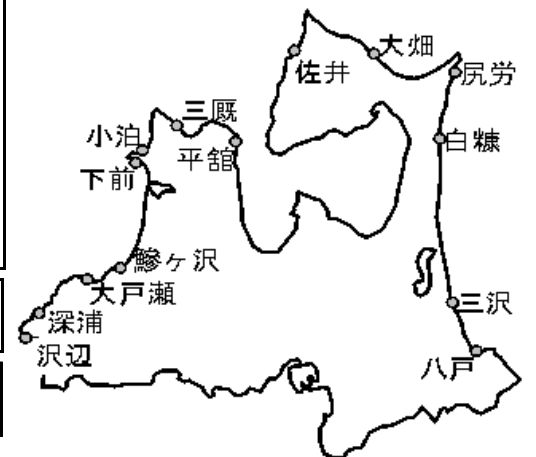 大畑
佐井
尻労
三厩
小泊
平舘
白糠
下前
鰺ヶ沢
大戸瀬
三沢
深浦
沢辺
八戸